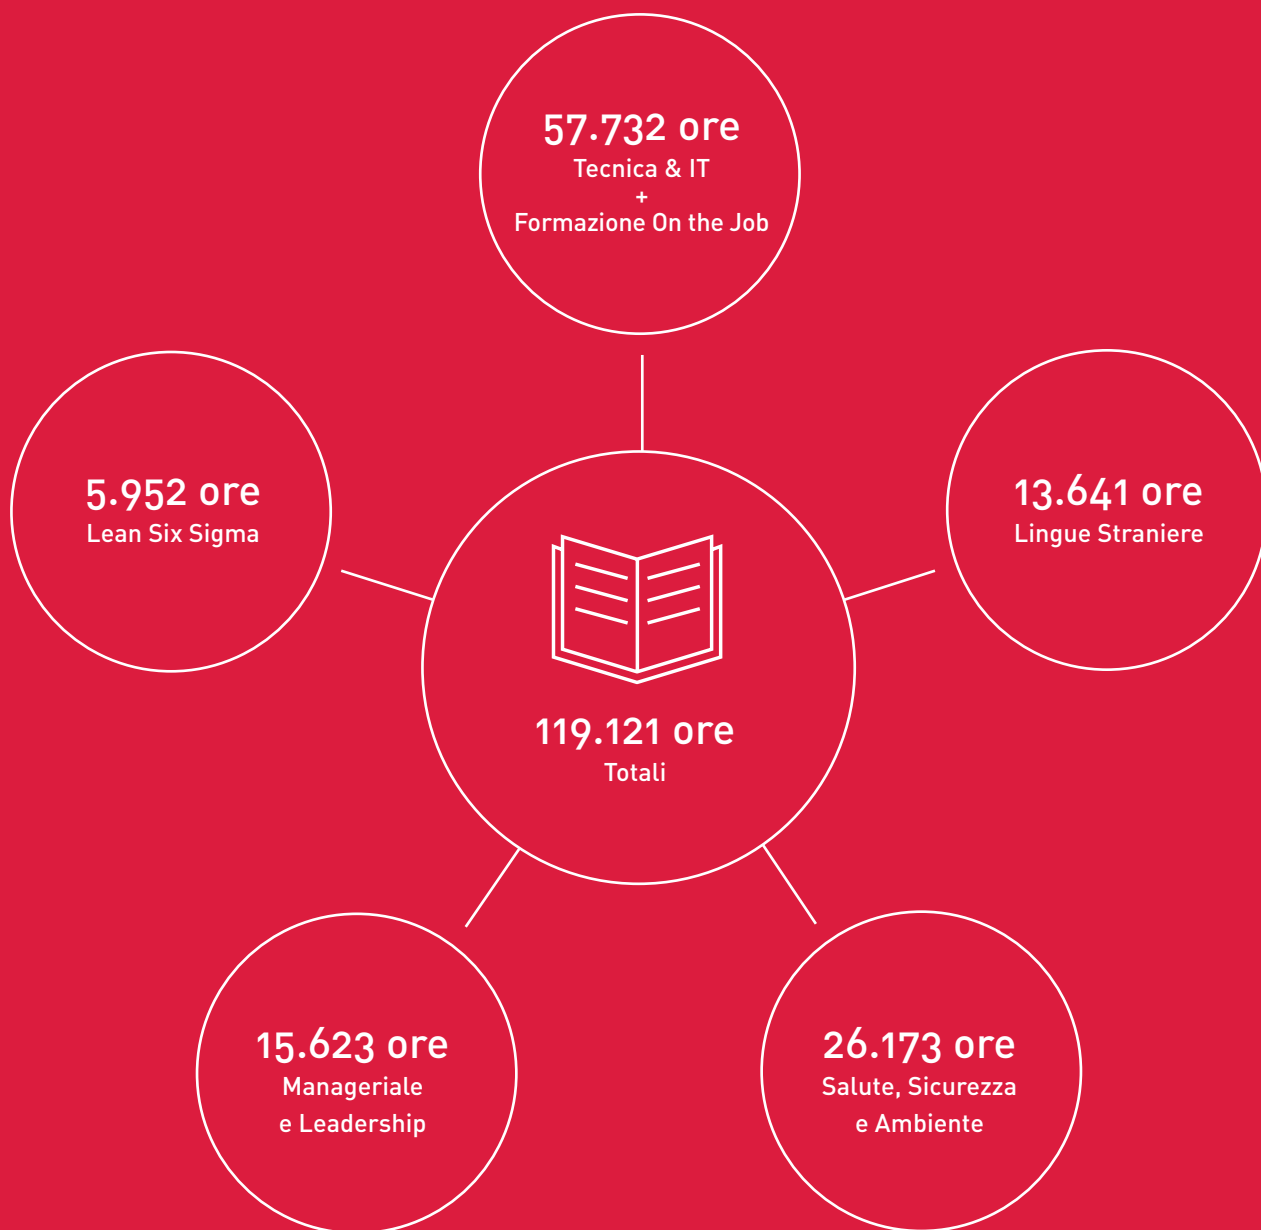 57.732 ore
Tecnica & IT
+
Formazione On the Job
5.952 ore
Lean Six Sigma
13.641 ore
Lingue Straniere
119.121 ore
Totali
15.623 ore
Manageriale
e Leadership
26.173 ore
Salute, Sicurezza
e Ambiente